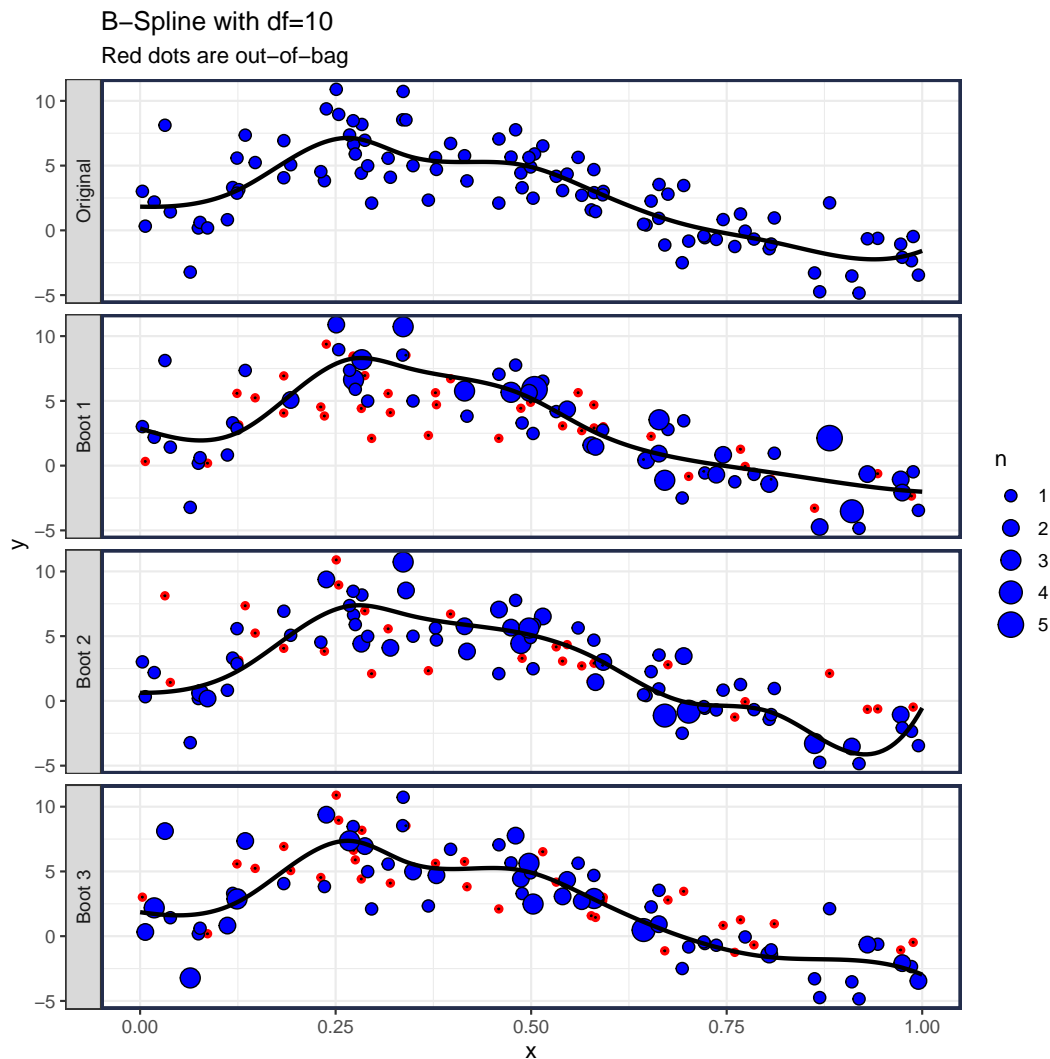 B−Spline with df=10
Red dots are out−of−bag
Original
10
5
0
−5
Boot 1
10
5
0
−5
Boot 2
10
5
0
−5
Boot 3
10
5
0
−5
y
0.00 0.25 0.50 0.75 1.00
x
n
1
2
3
4
5